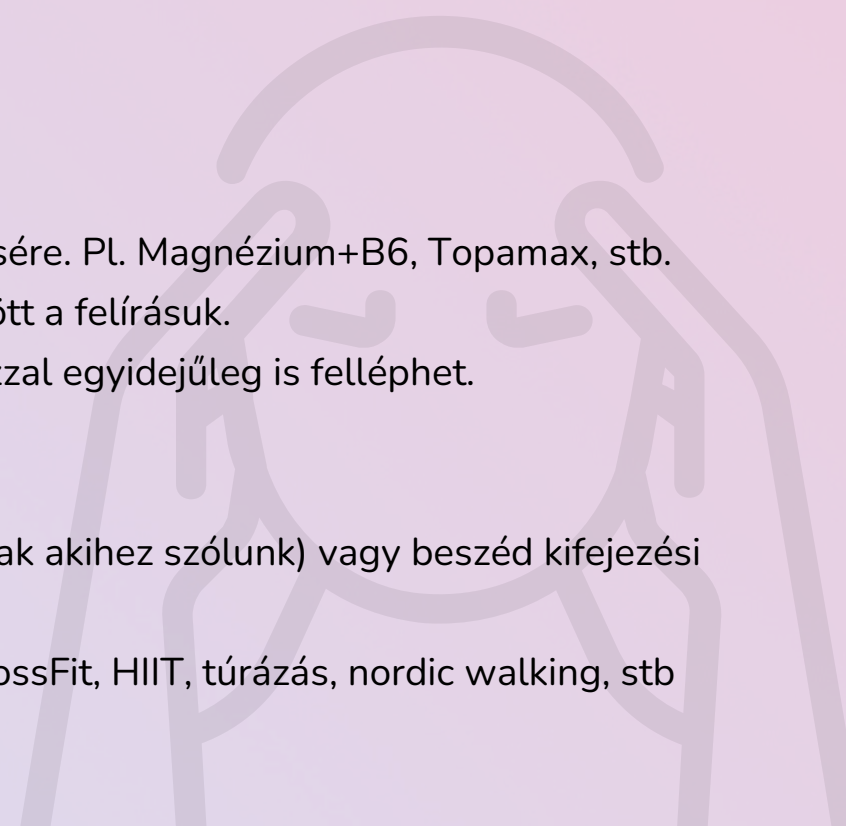 sére. Pl. Magnézium+B6, Topamax, stb.
ött a felírásuk.
zzal egyidejűleg is felléphet.
ak akihez szólunk) vagy beszéd kifejezési
ossFit, HIIT, túrázás, nordic walking, stb